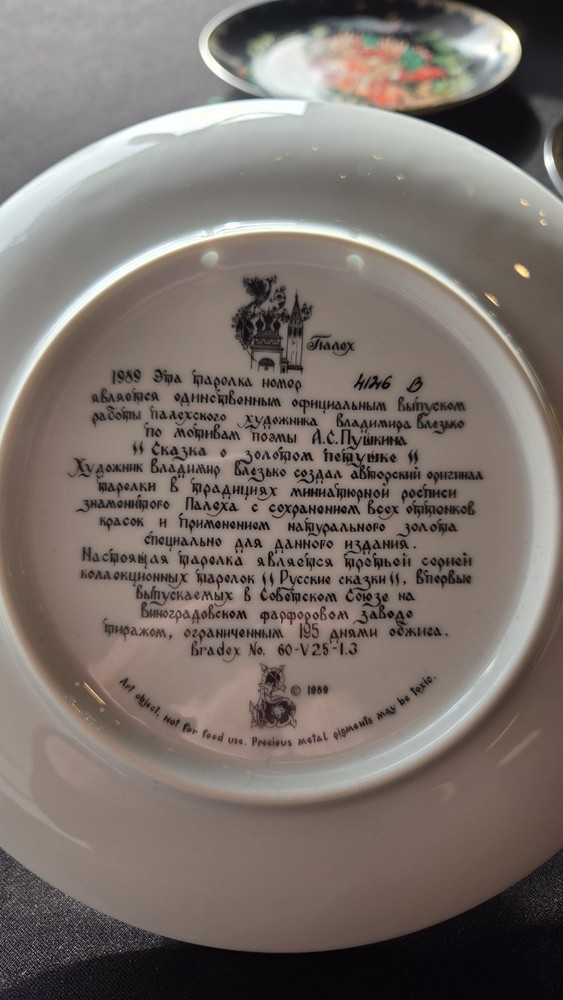 Палех
1989 Эта тарелка номер 4126 В
является единственным официальным выпуском
работы палехского художника Владимира Влезько
по мотивам поэмы А.С.Пушкина
"Сказка о золотом петушке"
Художник Владимир Влезько создал авторский оригинал
тарелки в традициях миниатюрной росписи
знаменитого Палеха с сохранением всех оттенков
красок и применением натурального золота
специально для данного издания.
Настоящая тарелка является третьей серией
коллекционных тарелок "Русские сказки", впервые
выпускаемых в Советском Союзе на
Виноградовском фарфоровом заводе
тиражом, ограниченным 195 днями обжига.
Bradex No. 60-V25-1.3
© 1989
Art object, not for food use. Precious metal pigments may be toxic.